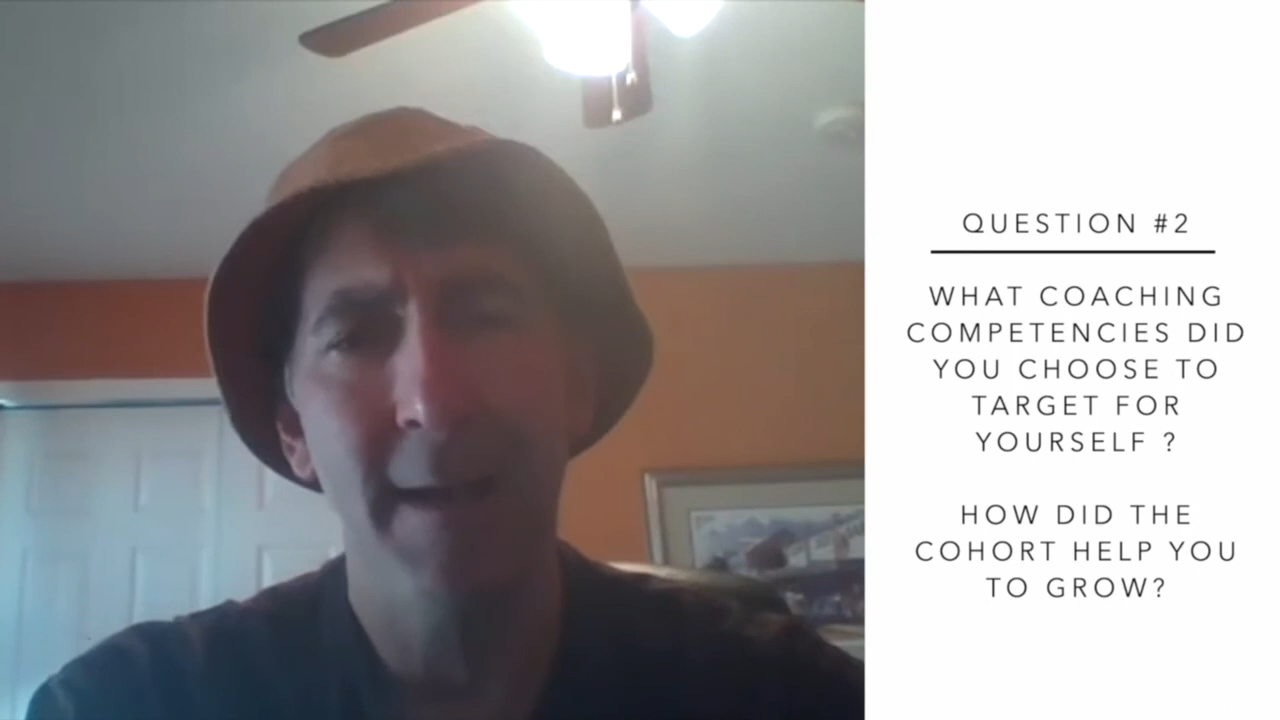 QUESTION #2
WHAT COACHING
COMPETENCIES DID
YOU CHOOSE TO
TARGET FOR
YOURSELF ?
HOW DID THE
COHORT HELP YOU
TO GROW?